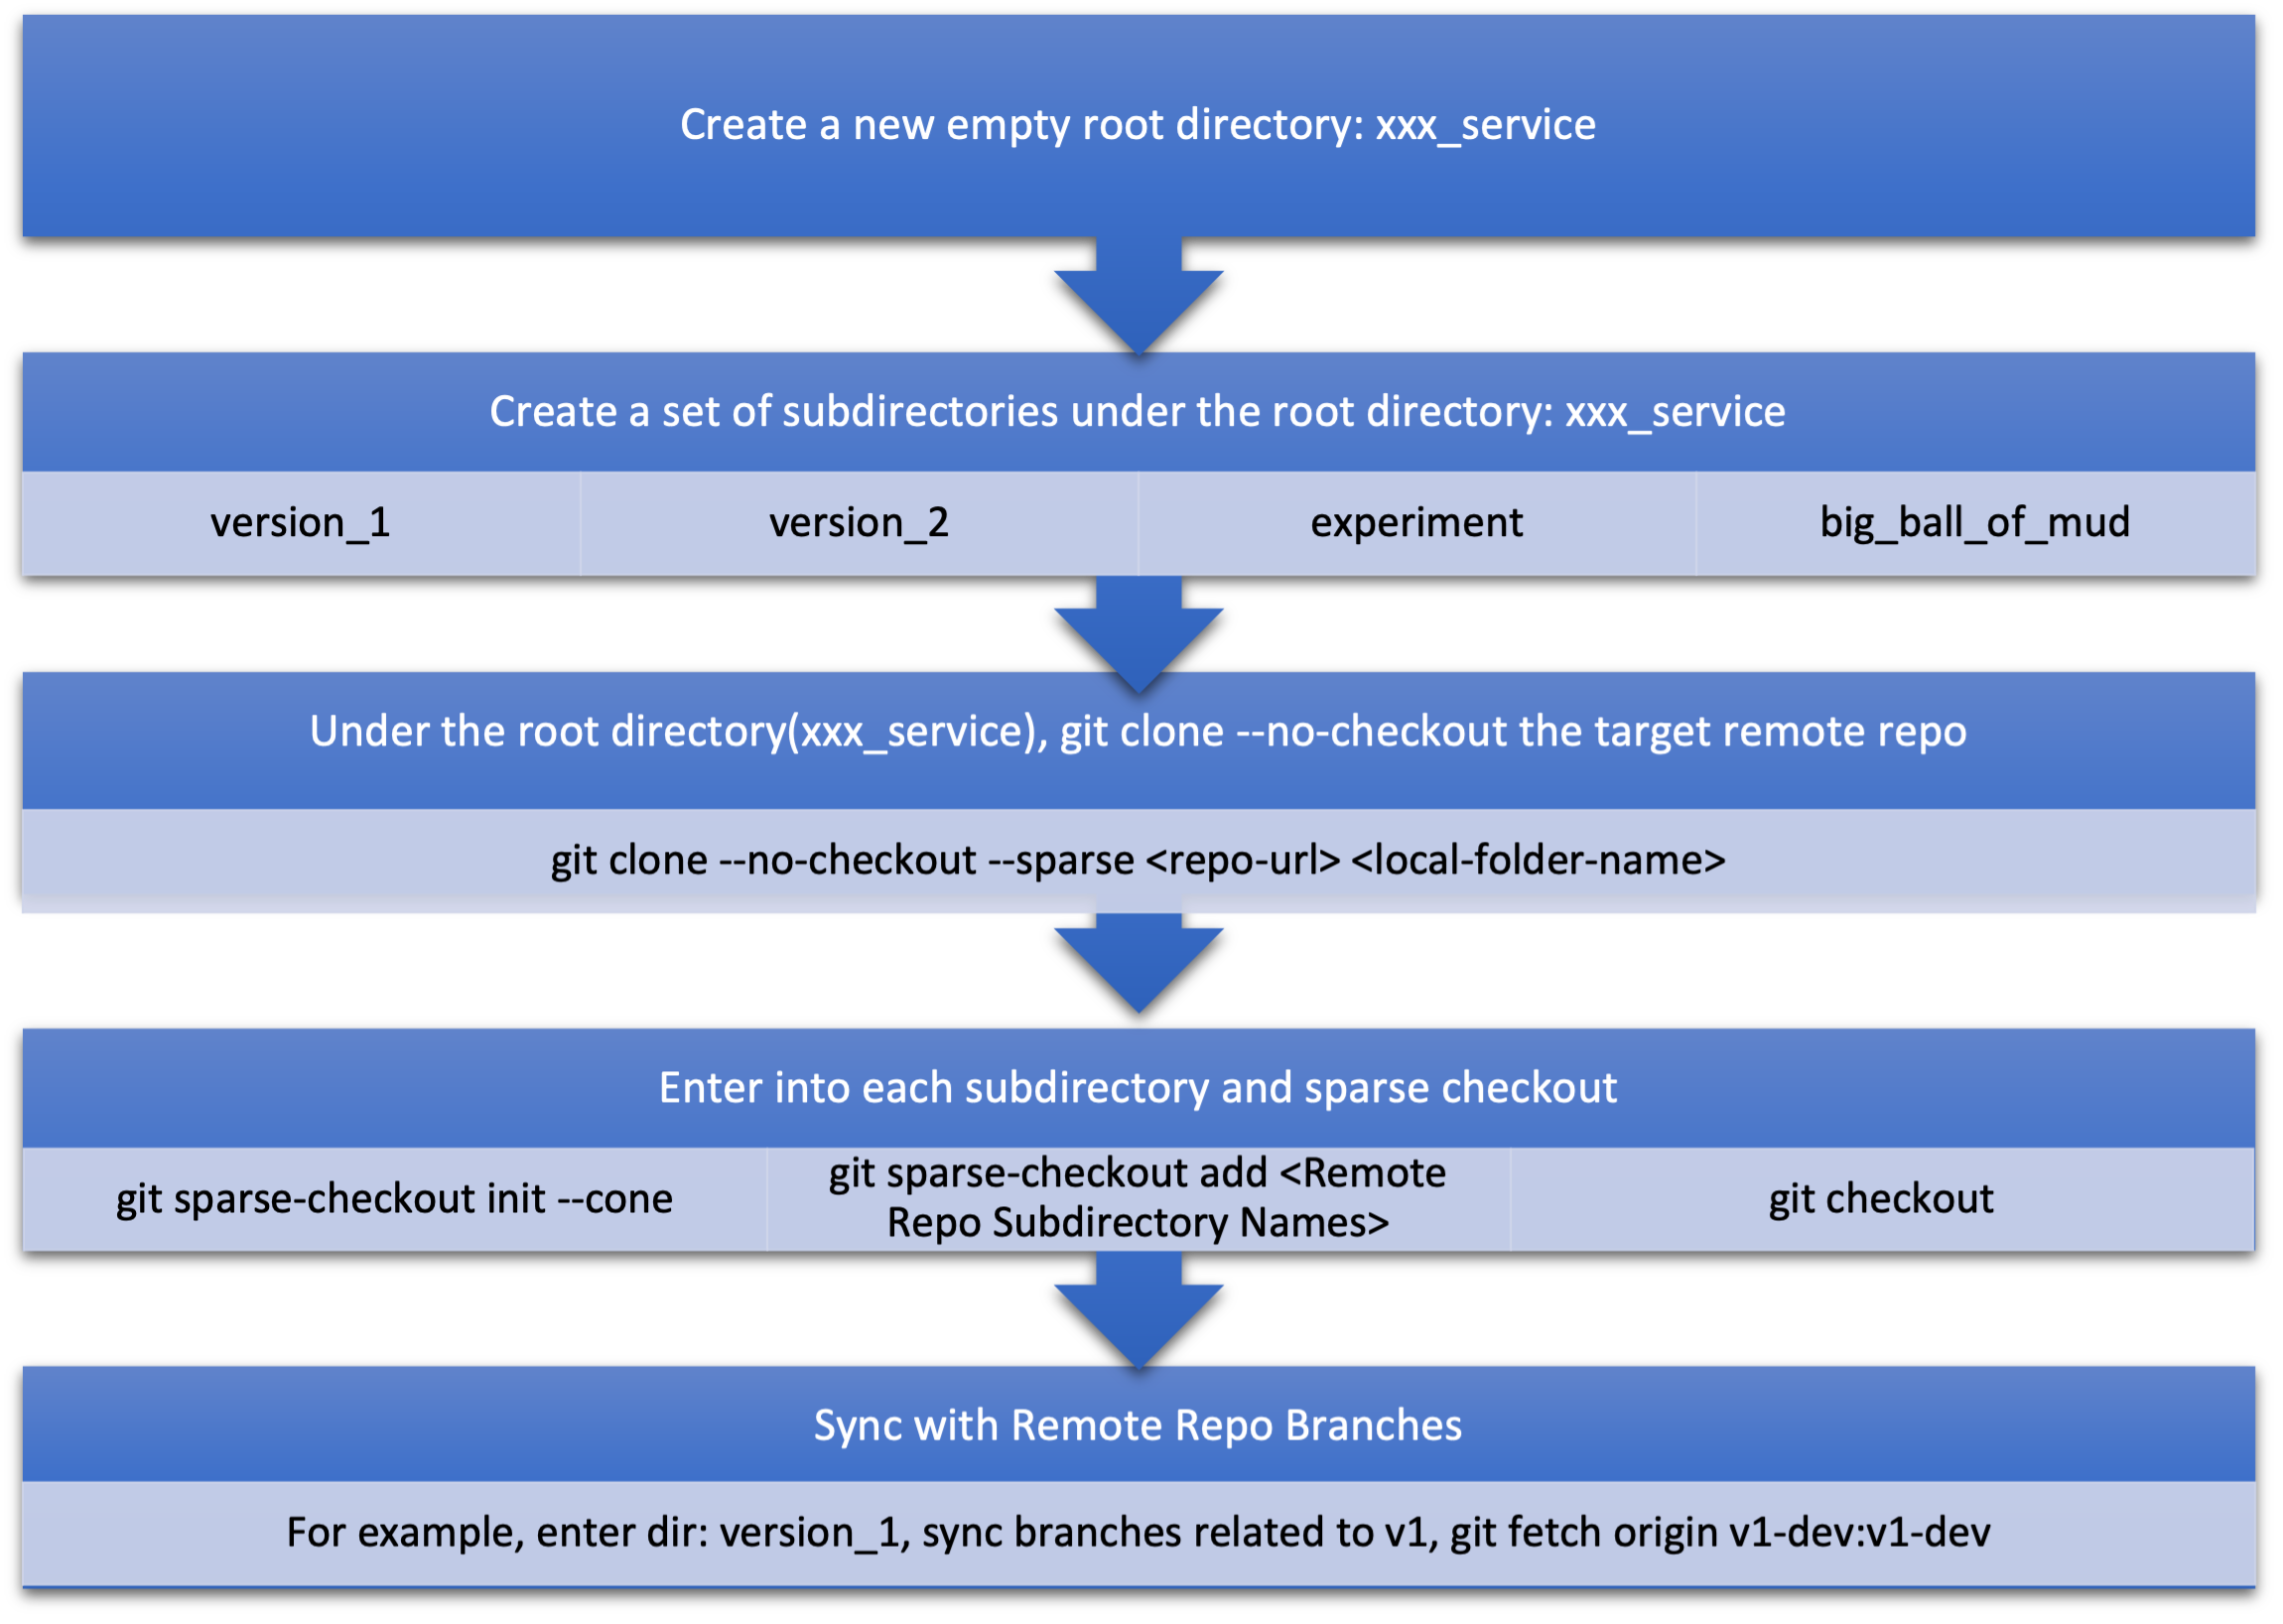 Create a new empty root directory: xxx_service
Create a set of subdirectories under the root directory: xxx_service
version_1
version_2
experiment
big_ball_of_mud
Under the root directory(xxx_service), git clone --no-checkout the target remote repo
git clone --no-checkout --sparse <repo-url> <local-folder-name>
Enter into each subdirectory and sparse checkout
git sparse-checkout init --cone
git sparse-checkout add <Remote
Repo Subdirectory Names>
git checkout
Sync with Remote Repo Branches
For example, enter dir: version_1, sync branches related to v1, git fetch origin v1-dev:v1-dev